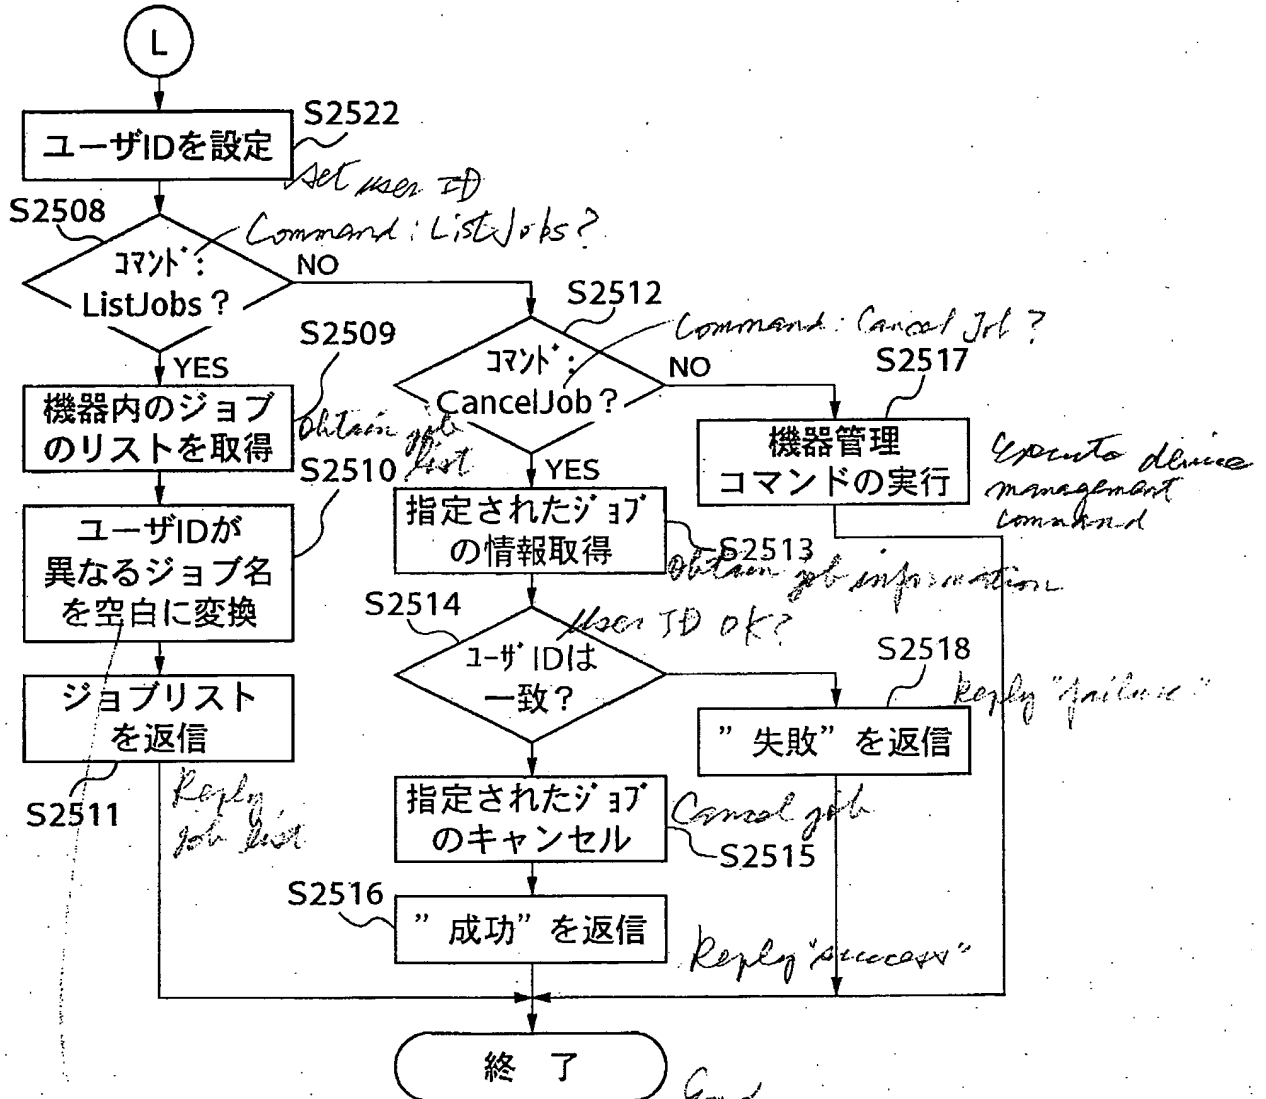 L
S2522
ユーザIDを設定
Set user ID
S2508
Command : ListJobs ?
コマンド:
ListJobs ?
NO
S2512
Command : Cancel Job ?
S2509
コマンド:
CancelJob ?
NO
S2517
YES
機器内のジョブ
のリストを取得
Obtain job
list
機器管理
コマンドの実行
Execute device
management
command
S2510
YES
ユーザIDが
異なるジョブ名
を空白に変換
指定されたジョブ
の情報取得
S2513
Obtain job information
S2514
User ID OK?
ユーザIDは
一致?
S2518
Reply "failure"
ジョブリスト
を返信
" 失敗" を返信
S2511
Reply
job list
指定されたジョブ
のキャンセル
Cancel job
S2515
S2516
" 成功" を返信
Reply "success"
終 了
End